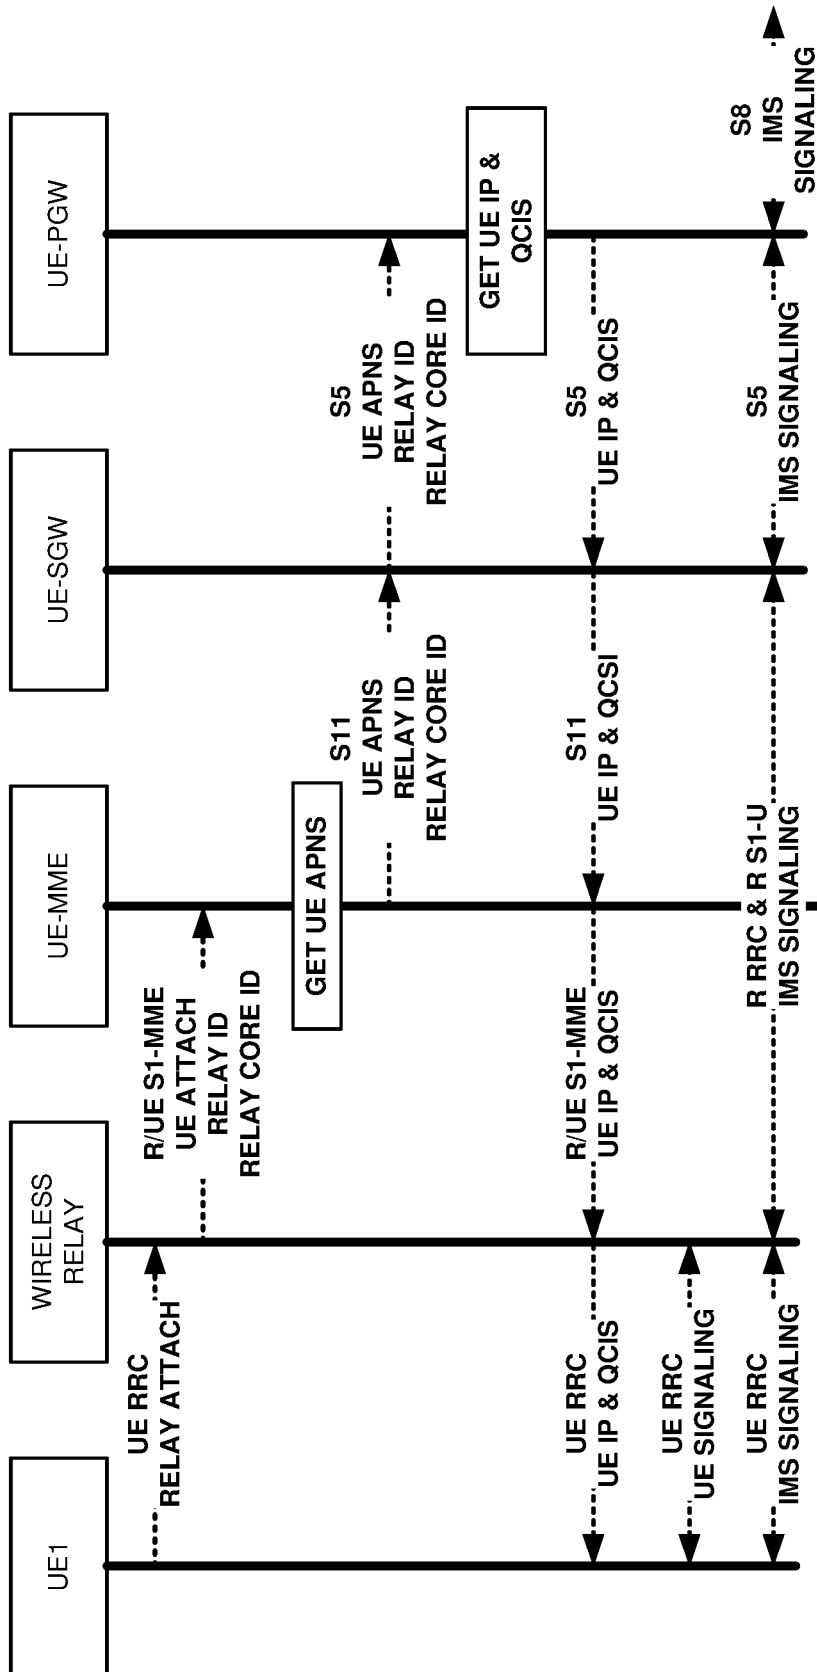 UE1
WIRELESS
RELAY
UE-MME
UE-SGW
UE-PGW
UE RRC
RELAY ATTACH
R/UE S1-MME
UE ATTACH
RELAY ID
RELAY CORE ID
GET UE APNS
S11
UE APNS
RELAY ID
RELAY CORE ID
S5
UE APNS
RELAY ID
RELAY CORE ID
GET UE IP &
QCIS
UE RRC
UE IP & QCIS
R/UE S1-MME
UE IP & QCIS
S11
UE IP & QCSI
S5
UE IP & QCIS
UE RRC
UE SIGNALING
UE RRC
IMS SIGNALING
R RRC & R S1-U
IMS SIGNALING
S5
IMS SIGNALING
S8
IMS
SIGNALING